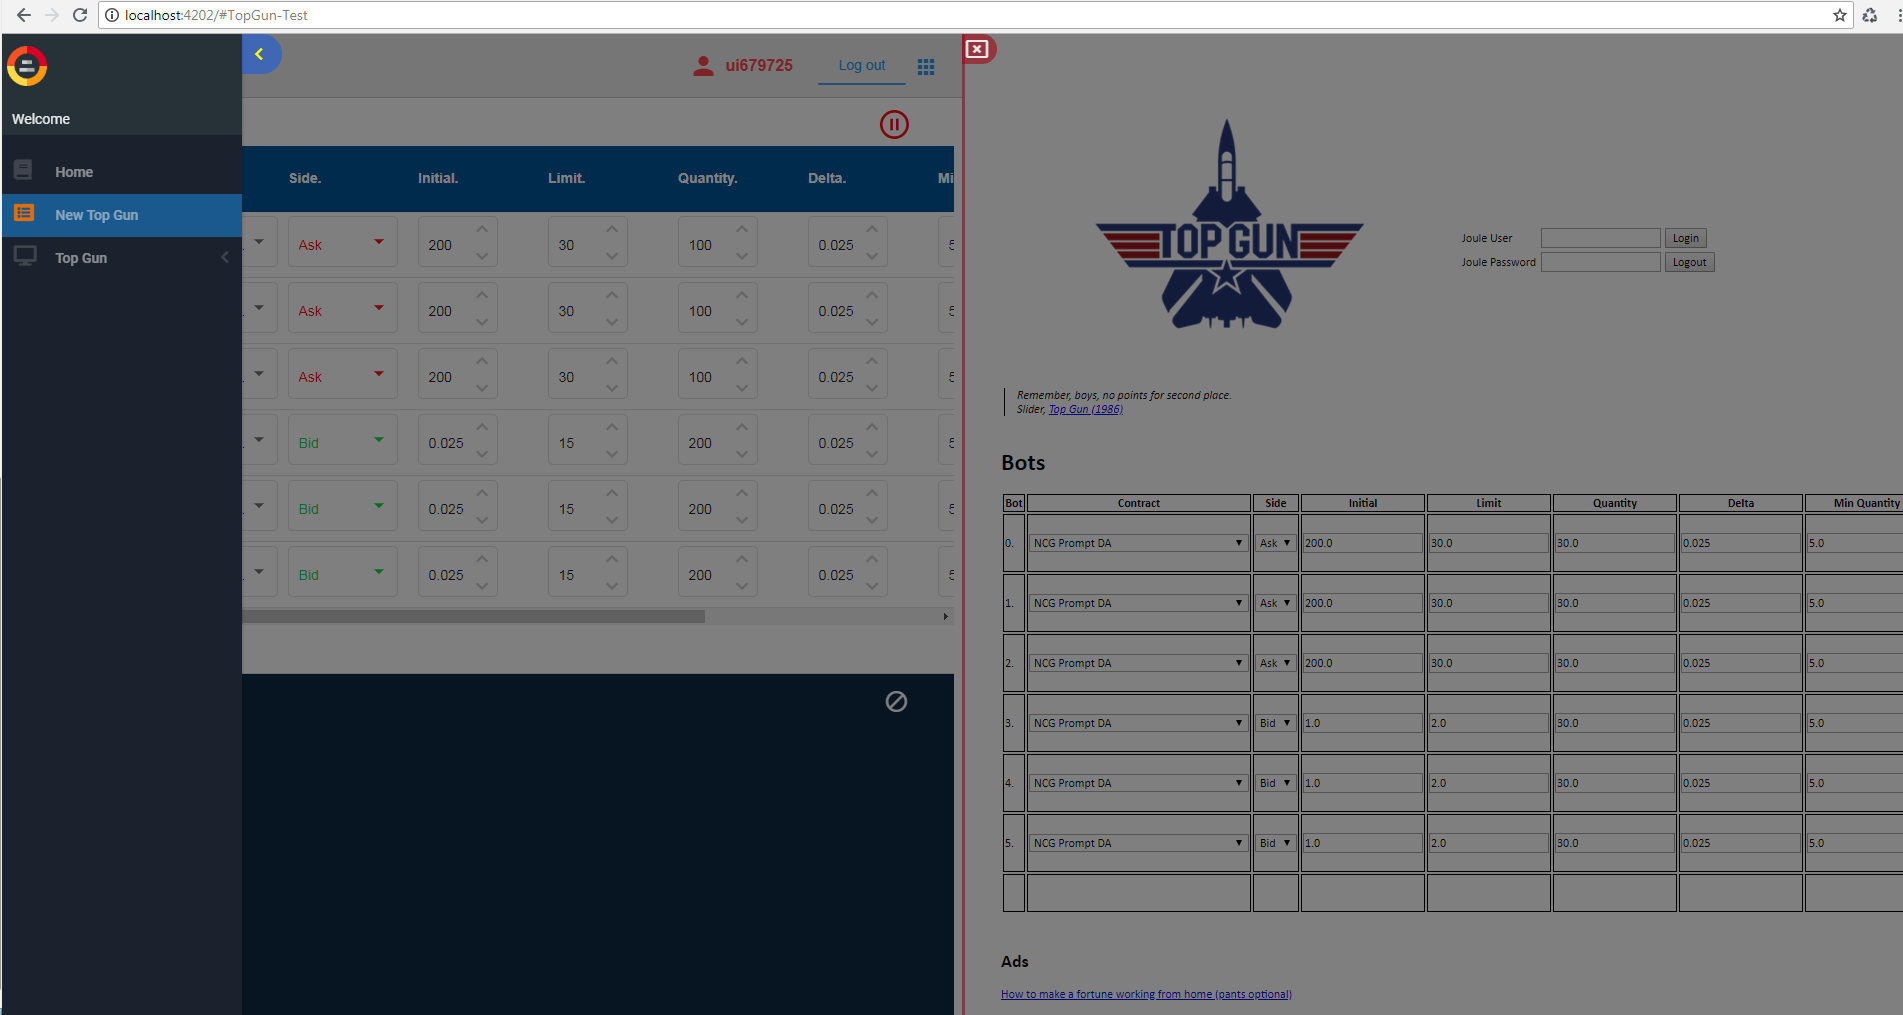 localhost:4202/#TopGun-Test
Welcome
Home
New Top Gun
Top Gun
ui679725
Log out
Side. Initial. Limit. Quantity. Delta. Mi
Ask 200 30 100 0.025 5
Ask 200 30 100 0.025 5
Ask 200 30 100 0.025 5
Bid 0.025 15 200 0.025 5
Bid 0.025 15 200 0.025 5
Bid 0.025 15 200 0.025 5
TOP GUN
Joule User Login
Joule Password Logout
Remember, boys, no points for second place.
Slider, Top Gun (1986)
Bots
Bot Contract Side Initial Limit Quantity Delta Min Quantity
0. NCG Prompt DA Ask 200.0 30.0 30.0 0.025 5.0
1. NCG Prompt DA Ask 200.0 30.0 30.0 0.025 5.0
2. NCG Prompt DA Ask 200.0 30.0 30.0 0.025 5.0
3. NCG Prompt DA Bid 1.0 2.0 30.0 0.025 5.0
4. NCG Prompt DA Bid 1.0 2.0 30.0 0.025 5.0
5. NCG Prompt DA Bid 1.0 2.0 30.0 0.025 5.0
Ads
How to make a fortune working from home (pants optional)